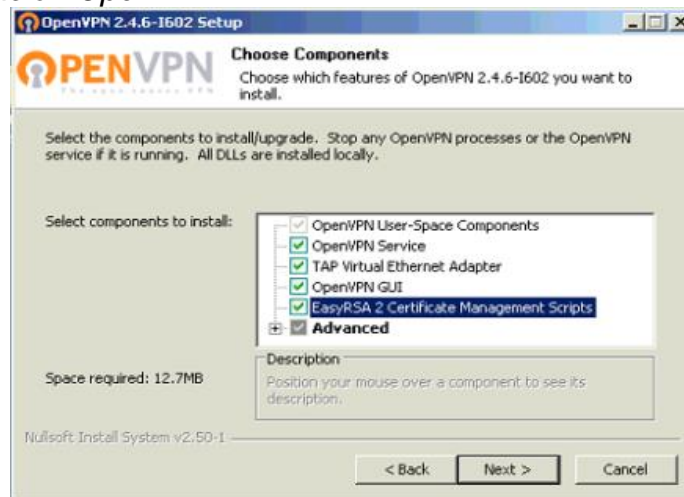 OpenVPN 2.4.6-I602 Setup
OPENVPN
Choose Components
Choose which features of OpenVPN 2.4.6-I602 you want to
install.
Select the components to install/upgrade. Stop any OpenVPN processes or the OpenVPN
service if it is running. All DLLs are installed locally.
Select components to install:
OpenVPN User-Space Components
OpenVPN Service
TAP Virtual Ethernet Adapter
OpenVPN GUI
EasyRSA 2 Certificate Management Scripts
Advanced
Space required: 12.7MB
Description
Position your mouse over a component to see its
description.
Nullsoft Install System v2.50-1
< Back
Next >
Cancel